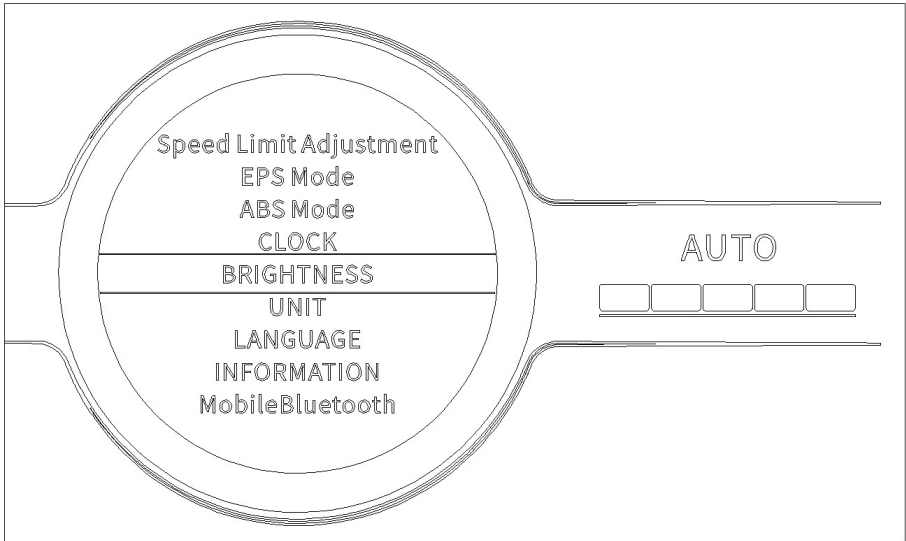 Speed Limit Adjustment
EPS Mode
ABS Mode
CLOCK
BRIGHTNESS
UNIT
LANGUAGE
INFORMATION
MobileBluetooth
AUTO